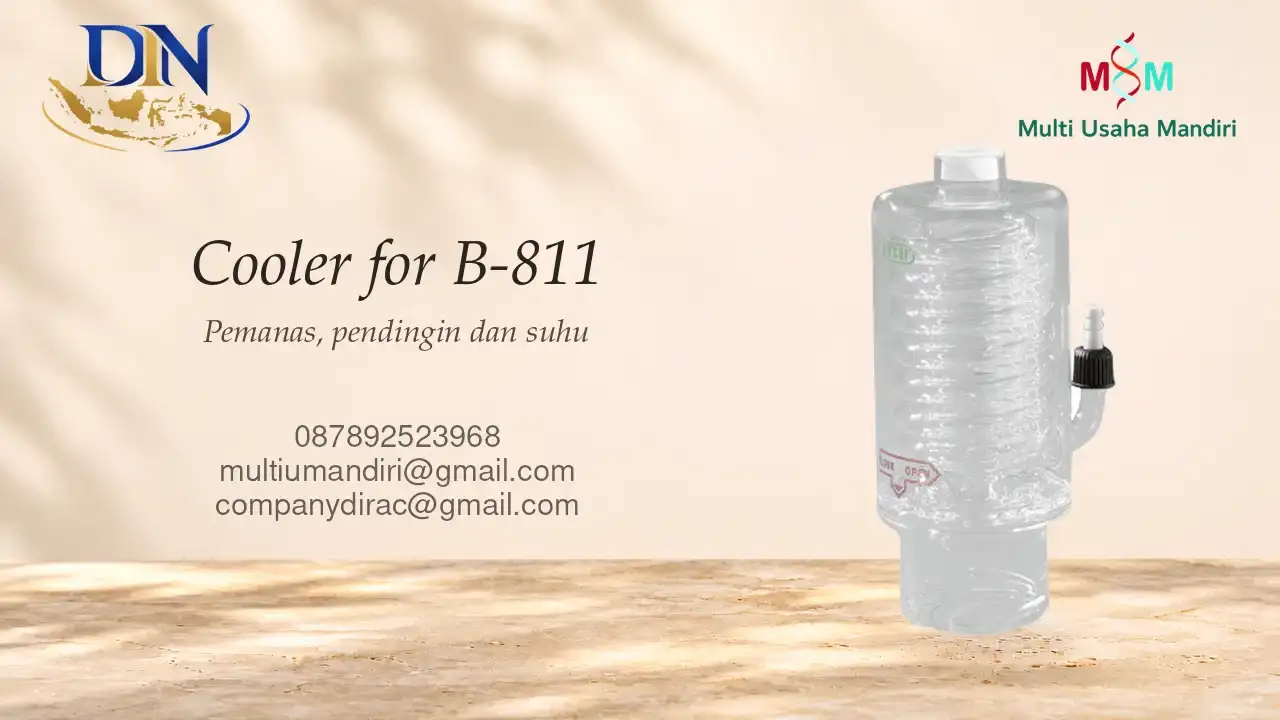 DN
MSM
Multi Usaha Mandiri
Cooler for B-811
Pemanas, pendingin dan suhu
087892523968
multiumandiri@gmail.com
companydirac@gmail.com
OPEN